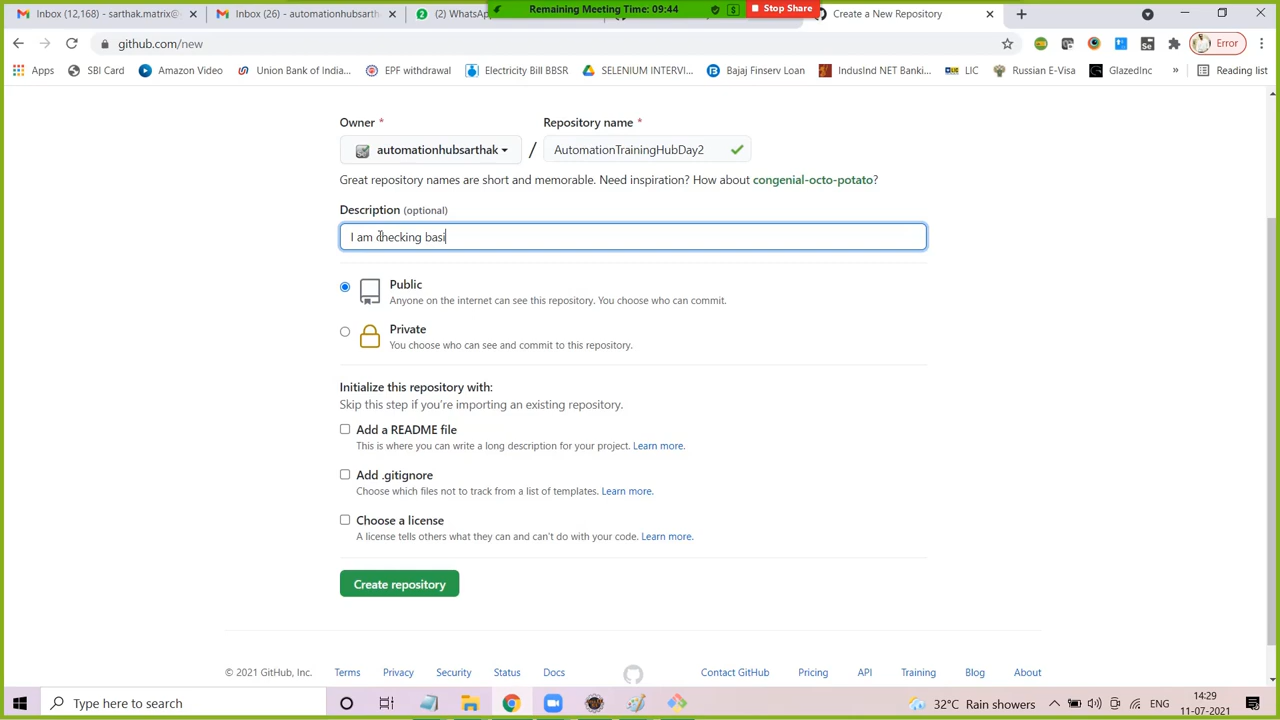 Remaining Meeting Time: 09:44
Stop Share
Inbox (12,168) - sarthak.matrix@
Inbox (26) - automationhubsarth
(2) WhatsAp
Create a New Repository
github.com/new
Error
Apps
SBI Card
Amazon Video
Union Bank of India...
EPF withdrawal
Electricity Bill BBSR
SELENIUM INTERVI...
Bajaj Finserv Loan
IndusInd NET Banki...
LIC
Russian E-Visa
GlazedInc
»
Reading list
Owner *
Repository name *
automationhubsarthak
/
AutomationTrainingHubDay2
Great repository names are short and memorable. Need inspiration? How about congenial-octo-potato?
Description (optional)
I am checking basi
Public
Anyone on the internet can see this repository. You choose who can commit.
Private
You choose who can see and commit to this repository.
Initialize this repository with:
Skip this step if you're importing an existing repository.
Add a README file
This is where you can write a long description for your project. Learn more.
Add .gitignore
Choose which files not to track from a list of templates. Learn more.
Choose a license
A license tells others what they can and can't do with your code. Learn more.
Create repository
© 2021 GitHub, Inc.
Terms
Privacy
Security
Status
Docs
Contact GitHub
Pricing
API
Training
Blog
About
Type here to search
32°C Rain showers
ENG
14:29
11-07-2021